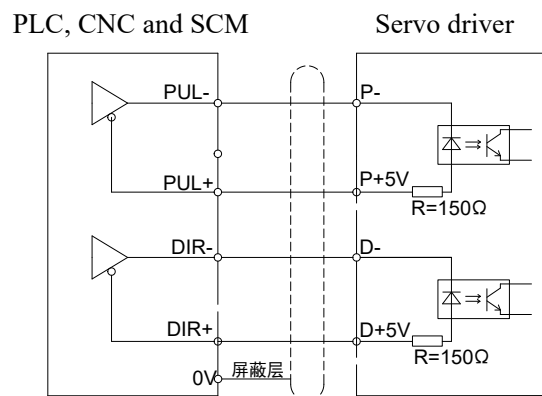 PLC, CNC and SCM
Servo driver
PUL-
P-
PUL+
P+5V
R=150Ω
DIR-
D-
DIR+
D+5V
R=150Ω
0V
屏蔽层